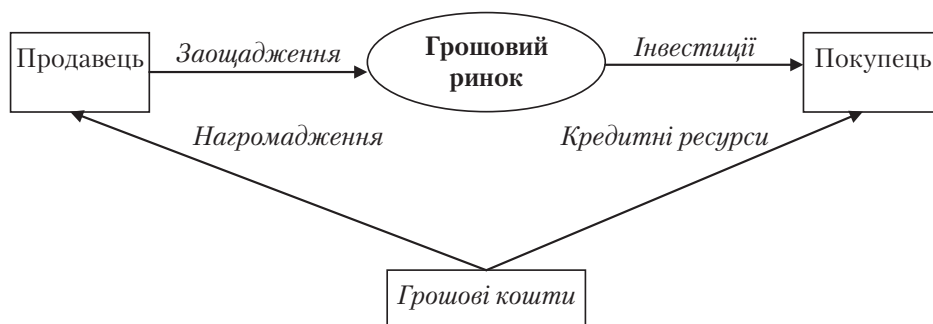 Продавець
Заощадження
Грошовий
ринок
Інвестиції
Покупець
Нагромадження
Кредитні ресурси
Грошові кошти